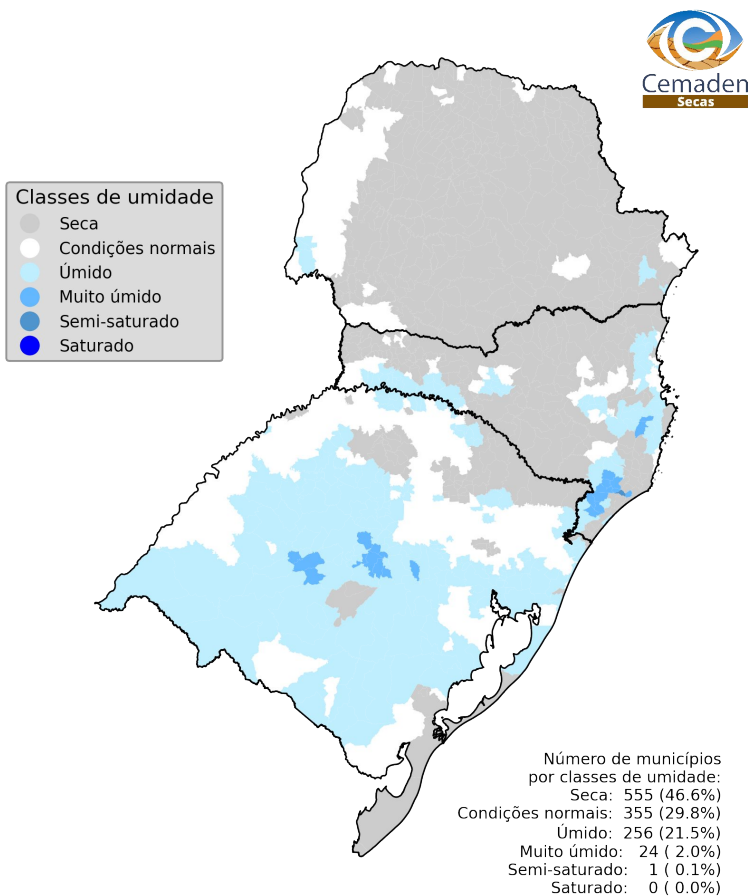 Cemaden
Secas
Classes de umidade
Seca
Condições normais
Úmido
Muito úmido
Semi-saturado
Saturado
Número de municípios
por classes de umidade:
Seca: 555 (46.6%)
Condições normais: 355 (29.8%)
Úmido: 256 (21.5%)
Muito úmido: 24 ( 2.0%)
Semi-saturado: 1 ( 0.1%)
Saturado: 0 ( 0.0%)